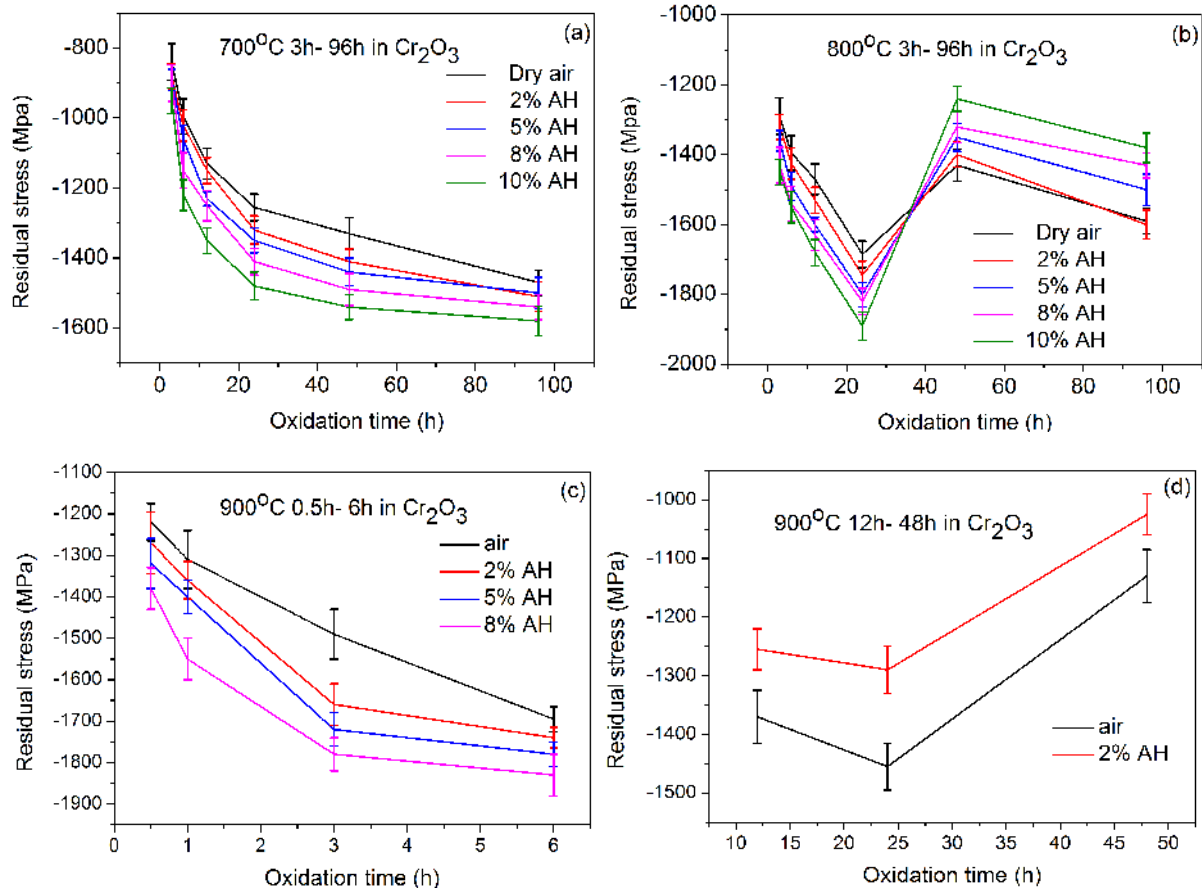 (a)
700°C 3h- 96h in Cr₂O₃
Dry air
2% AH
5% AH
8% AH
10% AH
Residual stress (Mpa)
-800
-1000
-1200
-1400
-1600
0 20 40 60 80 100
Oxidation time (h)
(b)
800°C 3h- 96h in Cr₂O₃
Dry air
2% AH
5% AH
8% AH
10% AH
Residual stress (Mpa)
-1000
-1200
-1400
-1600
-1800
-2000
0 20 40 60 80 100
Oxidation time (h)
(c)
900°C 0.5h- 6h in Cr₂O₃
air
2% AH
5% AH
8% AH
Residual stress (MPa)
-1100
-1200
-1300
-1400
-1500
-1600
-1700
-1800
-1900
0 1 2 3 4 5 6
Oxidation time (h)
(d)
900°C 12h- 48h in Cr₂O₃
air
2% AH
Residual stress (MPa)
-1000
-1100
-1200
-1300
-1400
-1500
10 15 20 25 30 35 40 45 50
Oxidation time (h)